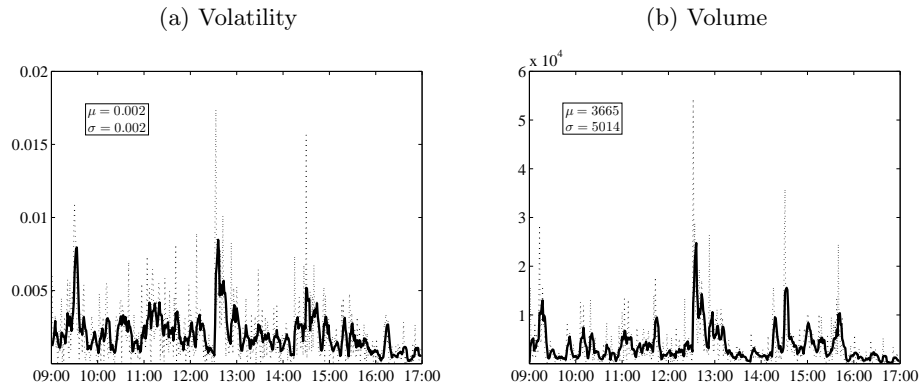 (a) Volatility
(b) Volume
0.02
0.015
0.01
0.005
μ = 0.002
σ = 0.002
09:00 10:00 11:00 12:00 13:00 14:00 15:00 16:00 17:00
x 10⁴
6
5
4
3
2
1
μ = 3665
σ = 5014
09:00 10:00 11:00 12:00 13:00 14:00 15:00 16:00 17:00